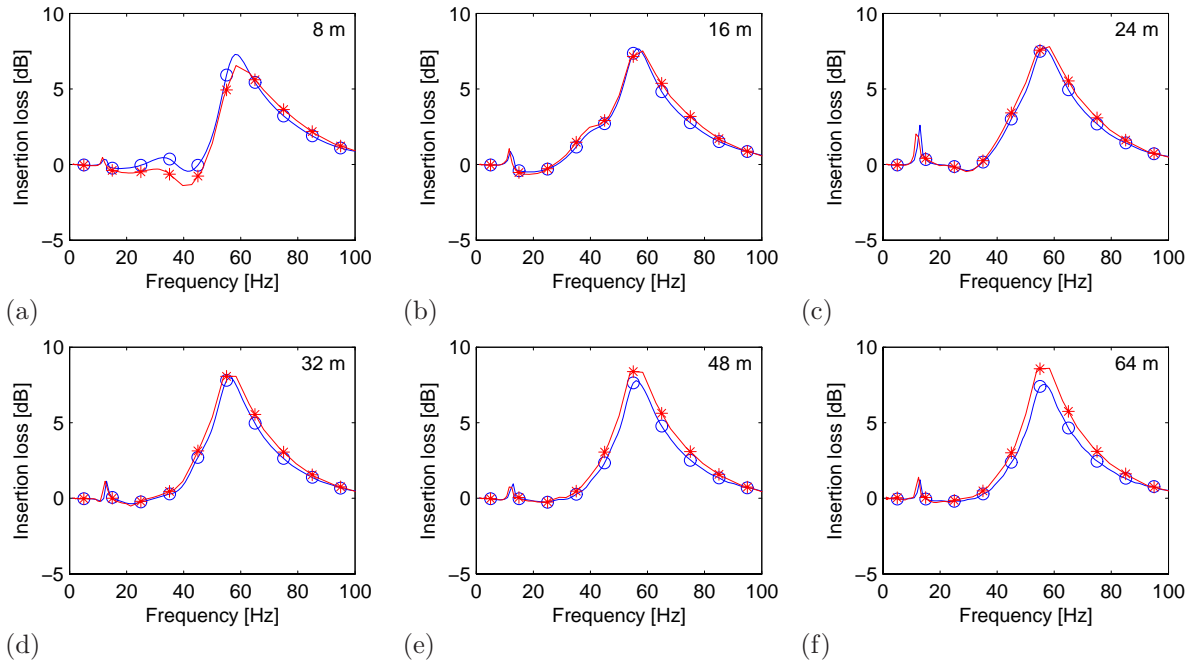 10
5
0
−5
0 20 40 60 80 100
Frequency [Hz]
Insertion loss [dB]
8 m
(a)
10
5
0
−5
0 20 40 60 80 100
Frequency [Hz]
Insertion loss [dB]
16 m
(b)
10
5
0
−5
0 20 40 60 80 100
Frequency [Hz]
Insertion loss [dB]
24 m
(c)
10
5
0
−5
0 20 40 60 80 100
Frequency [Hz]
Insertion loss [dB]
32 m
(d)
10
5
0
−5
0 20 40 60 80 100
Frequency [Hz]
Insertion loss [dB]
48 m
(e)
10
5
0
−5
0 20 40 60 80 100
Frequency [Hz]
Insertion loss [dB]
64 m
(f)